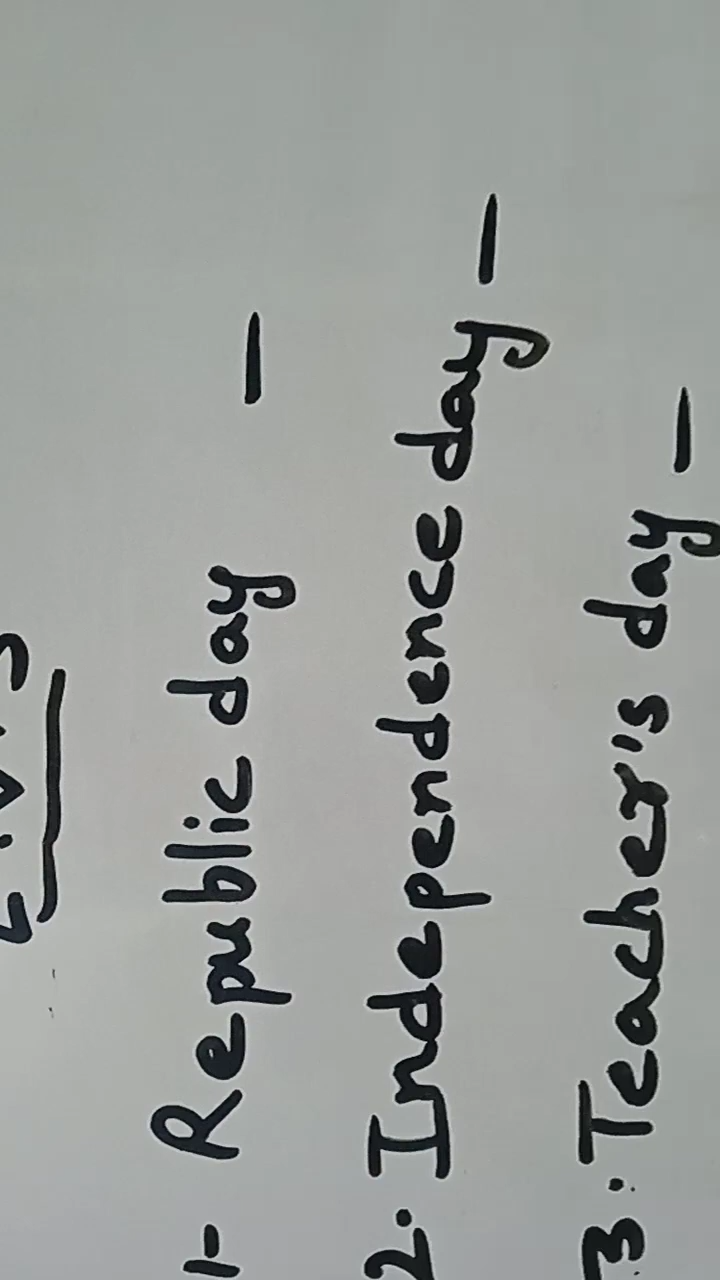 1- Republic day —
2. Independence day —
3. Teacher's day —